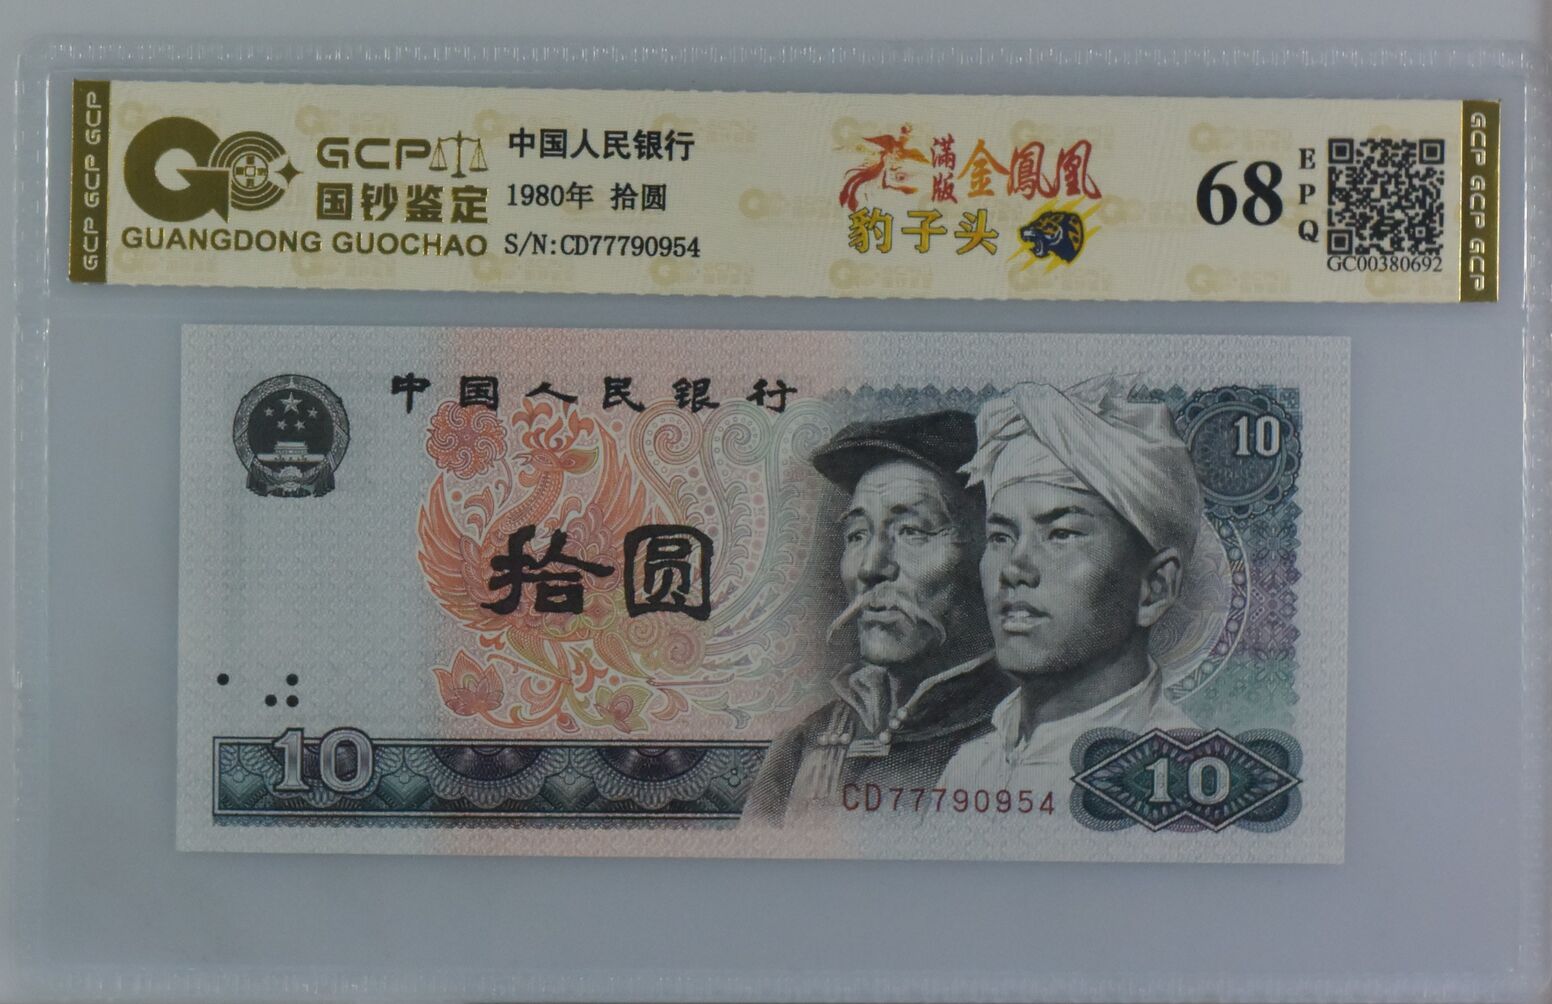 GCP GCP GCP
GC
GCP
国钞鉴定
GUANGDONG GUOCHAO
中国人民银行
1980年 拾圆
S/N:CD77790954
满版
金鳳凰
豹子头
68
EPQ
GC00380692
GCP GCP GCP
中国人民银行
10
拾圆
10
CD77790954
10